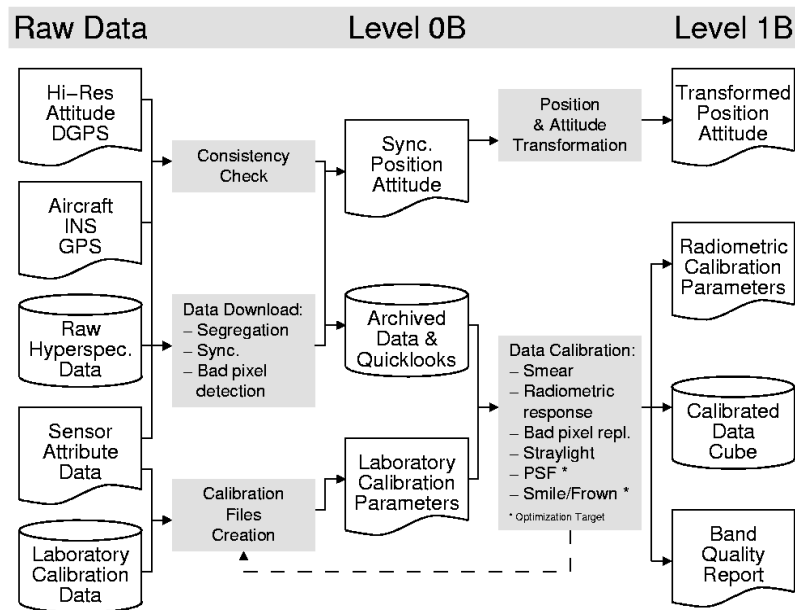 Raw Data
Level 0B
Level 1B
Hi-Res
Attitude
DGPS
Aircraft
INS
GPS
Raw
Hyperspec.
Data
Sensor
Attribute
Data
Laboratory
Calibration
Data
Consistency
Check
Data Download:
– Segregation
– Sync.
– Bad pixel
detection
Calibration
Files
Creation
Sync.
Position
Attitude
Archived
Data &
Quicklooks
Laboratory
Calibration
Parameters
Position
& Attitude
Transformation
Data Calibration:
– Smear
– Radiometric
response
– Bad pixel repl.
– Straylight
– PSF *
– Smile/Frown *
* Optimization Target
Transformed
Position
Attitude
Radiometric
Calibration
Parameters
Calibrated
Data
Cube
Band
Quality
Report